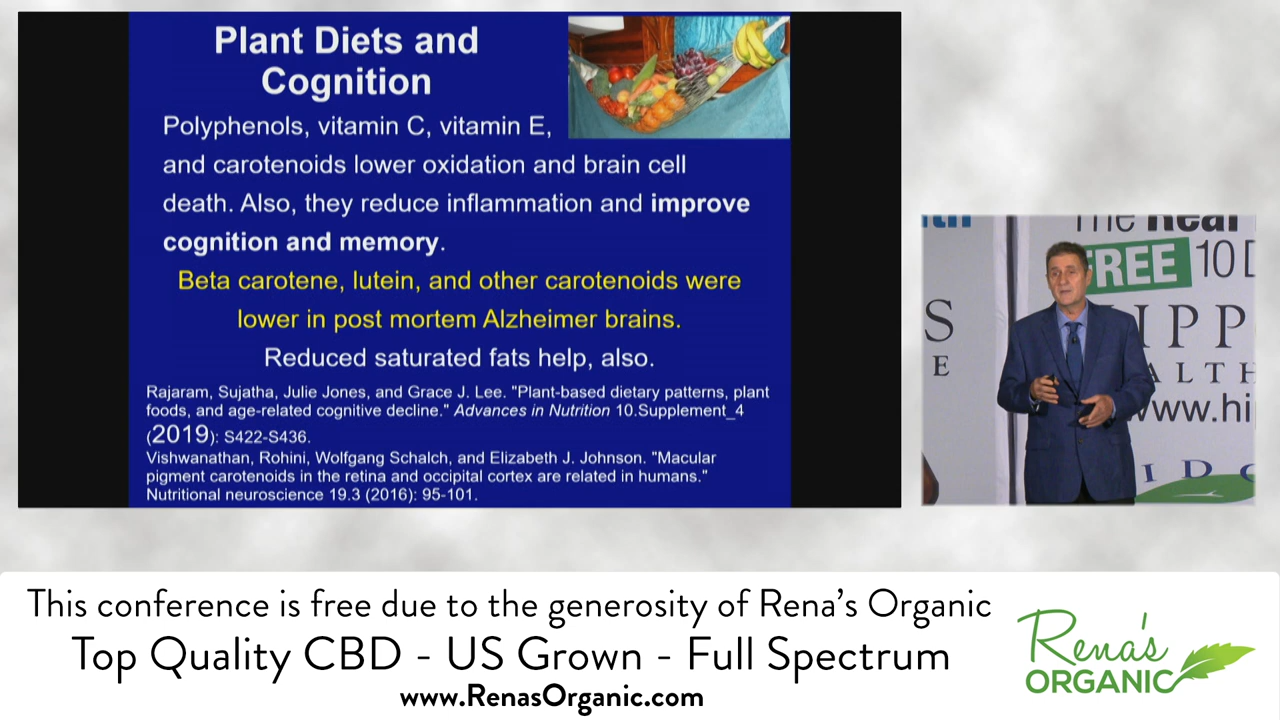 Plant Diets and
Cognition
Polyphenols, vitamin C, vitamin E,
and carotenoids lower oxidation and brain cell
death. Also, they reduce inflammation and improve
cognition and memory.
Beta carotene, lutein, and other carotenoids were
lower in post mortem Alzheimer brains.
Reduced saturated fats help, also.
Rajaram, Sujatha, Julie Jones, and Grace J. Lee. "Plant-based dietary patterns, plant
foods, and age-related cognitive decline." Advances in Nutrition 10.Supplement_4
(2019): S422-S436.
Vishwanathan, Rohini, Wolfgang Schalch, and Elizabeth J. Johnson. "Macular
pigment carotenoids in the retina and occipital cortex are related in humans."
Nutritional neuroscience 19.3 (2016): 95-101.
The Real
FREE 10 D
S
IPP
E
ALTH
www.hi
I D
This conference is free due to the generosity of Rena's Organic
Top Quality CBD - US Grown - Full Spectrum
www.RenasOrganic.com
Rena's
ORGANIC